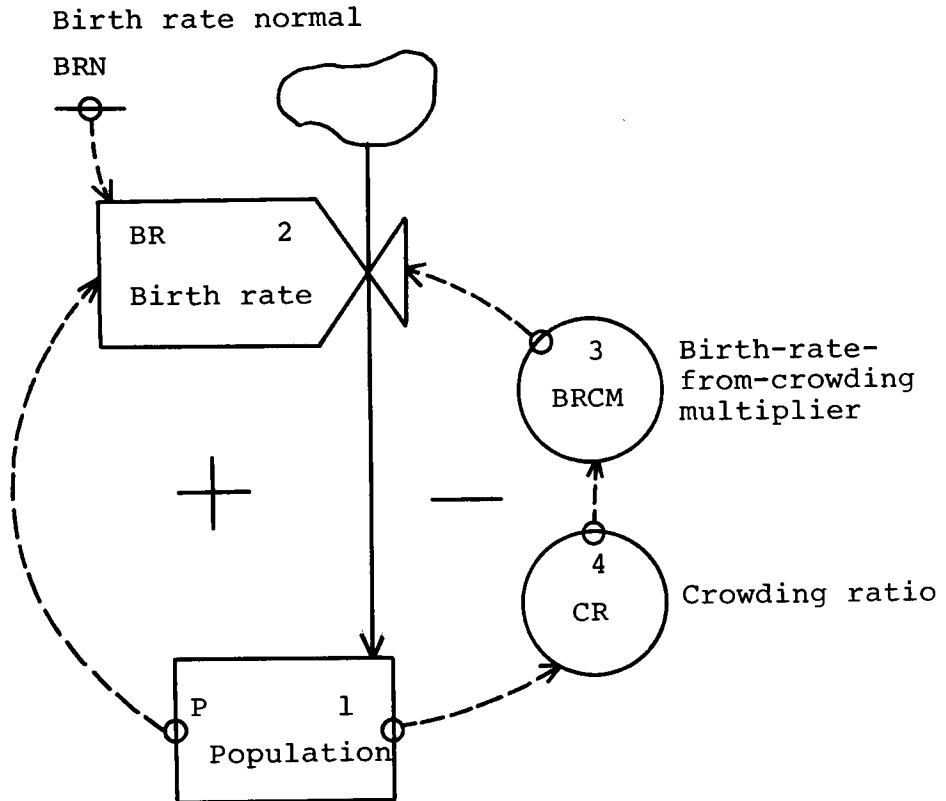 Birth rate normal
BRN
BR 2
Birth rate
3
BRCM
Birth-rate-
from-crowding
multiplier
+
—
4
CR
Crowding ratio
P 1
Population